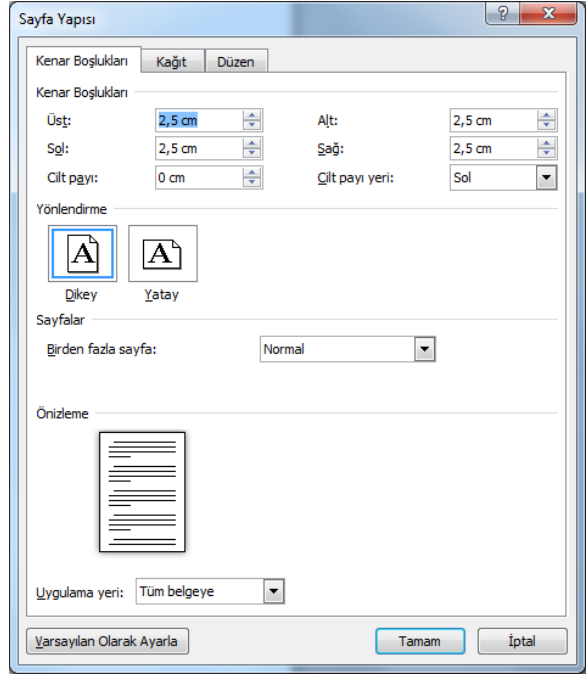 Sayfa Yapısı
Kenar Boşlukları Kağıt Düzen
Kenar Boşlukları
Üst: 2,5 cm Alt: 2,5 cm
Sol: 2,5 cm Sağ: 2,5 cm
Cilt payı: 0 cm Cilt payı yeri: Sol
Yönlendirme
A A
Dikey Yatay
Sayfalar
Birden fazla sayfa: Normal
Önizleme
Uygulama yeri: Tüm belgeye
Varsayılan Olarak Ayarla Tamam İptal